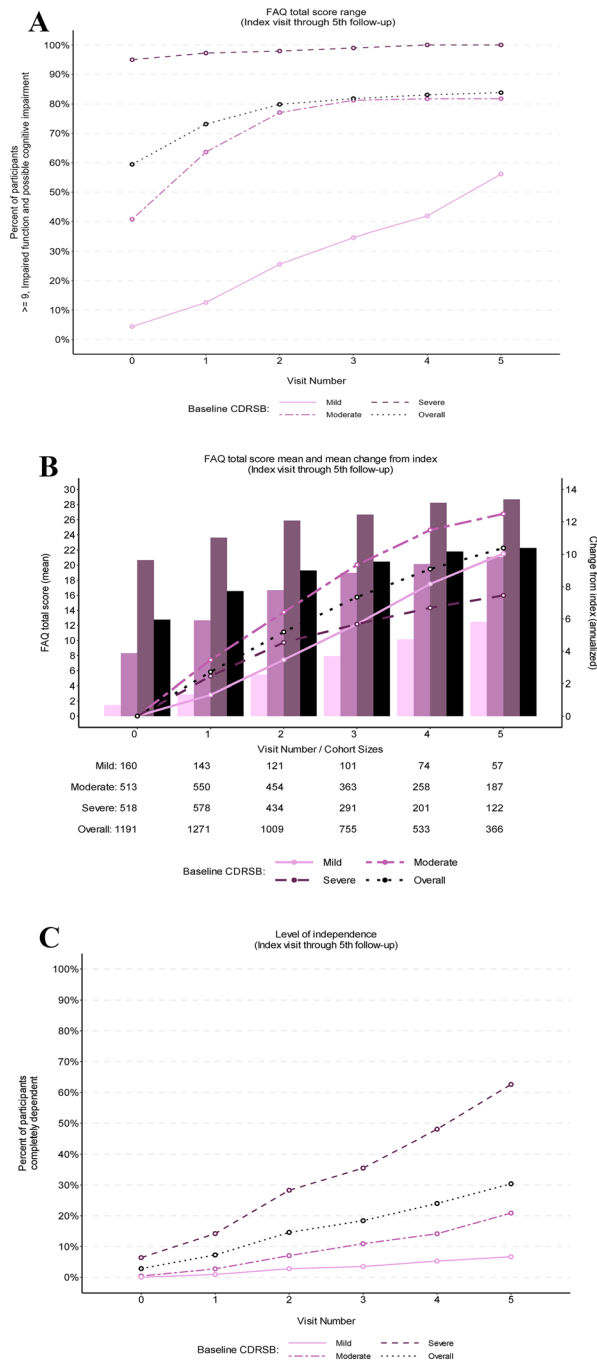 A
FAQ total score range
(Index visit through 5th follow-up)
Percent of participants
>= 9, Impaired function and possible cognitive impairment
100%
90%
80%
70%
60%
50%
40%
30%
20%
10%
0%
0 1 2 3 4 5
Visit Number
Baseline CDRSB:
Mild Severe
Moderate Overall
B
FAQ total score mean and mean change from index
(Index visit through 5th follow-up)
FAQ total score (mean)
30
28
26
24
22
20
18
16
14
12
10
8
6
4
2
0
14
12
10
8
6
4
2
0
Change from index (annualized)
0 1 2 3 4 5
Visit Number / Cohort Sizes
Mild: 160 143 121 101 74 57
Moderate: 513 550 454 363 258 187
Severe: 518 578 434 291 201 122
Overall: 1191 1271 1009 755 533 366
Baseline CDRSB:
Mild Moderate
Severe Overall
C
Level of independence
(Index visit through 5th follow-up)
Percent of participants
completely dependent
100%
90%
80%
70%
60%
50%
40%
30%
20%
10%
0%
0 1 2 3 4 5
Visit Number
Baseline CDRSB:
Mild Severe
Moderate Overall